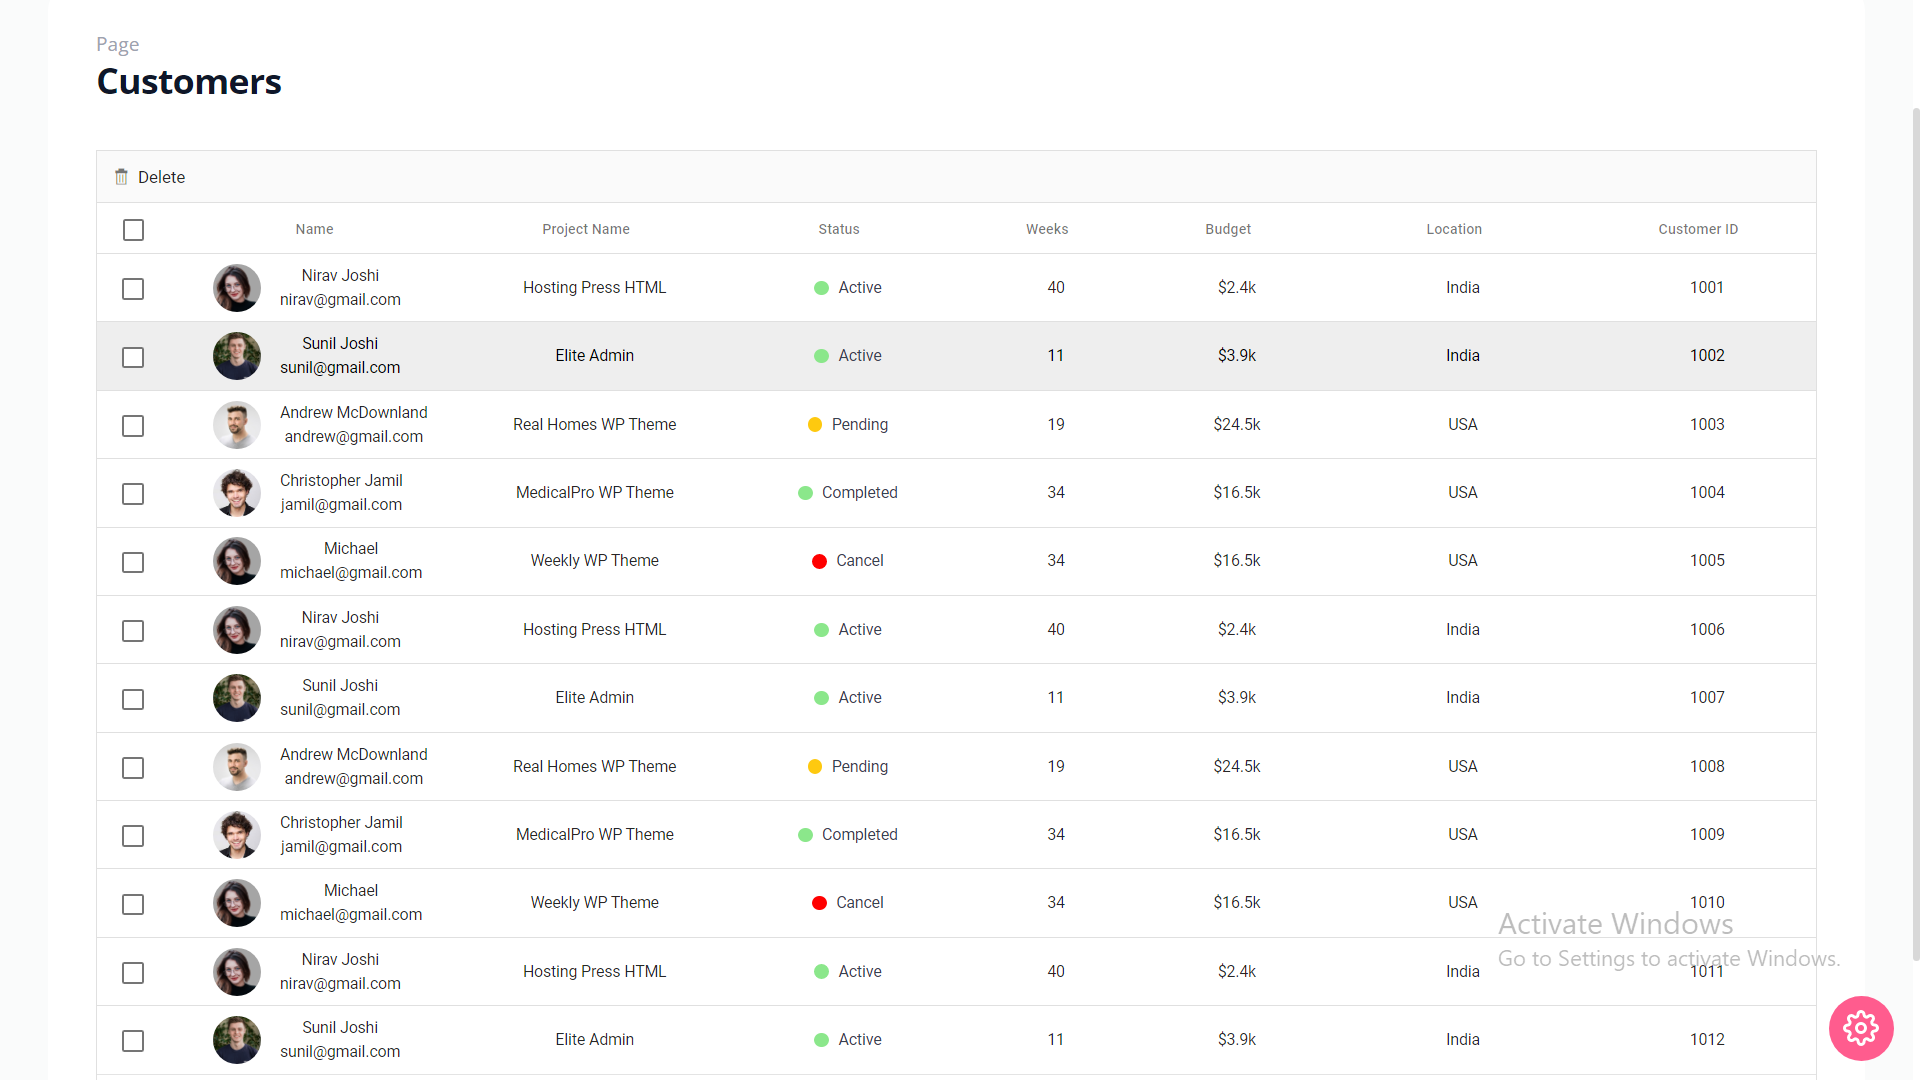 Page
Customers
Delete
Name Project Name Status Weeks Budget Location Customer ID
Nirav Joshi
nirav@gmail.com Hosting Press HTML Active 40 $2.4k India 1001
Sunil Joshi
sunil@gmail.com Elite Admin Active 11 $3.9k India 1002
Andrew McDownland
andrew@gmail.com Real Homes WP Theme Pending 19 $24.5k USA 1003
Christopher Jamil
jamil@gmail.com MedicalPro WP Theme Completed 34 $16.5k USA 1004
Michael
michael@gmail.com Weekly WP Theme Cancel 34 $16.5k USA 1005
Nirav Joshi
nirav@gmail.com Hosting Press HTML Active 40 $2.4k India 1006
Sunil Joshi
sunil@gmail.com Elite Admin Active 11 $3.9k India 1007
Andrew McDownland
andrew@gmail.com Real Homes WP Theme Pending 19 $24.5k USA 1008
Christopher Jamil
jamil@gmail.com MedicalPro WP Theme Completed 34 $16.5k USA 1009
Michael
michael@gmail.com Weekly WP Theme Cancel 34 $16.5k USA 1010
Activate Windows
Go to Settings to activate Windows.
Nirav Joshi
nirav@gmail.com Hosting Press HTML Active 40 $2.4k India 1011
Sunil Joshi
sunil@gmail.com Elite Admin Active 11 $3.9k India 1012